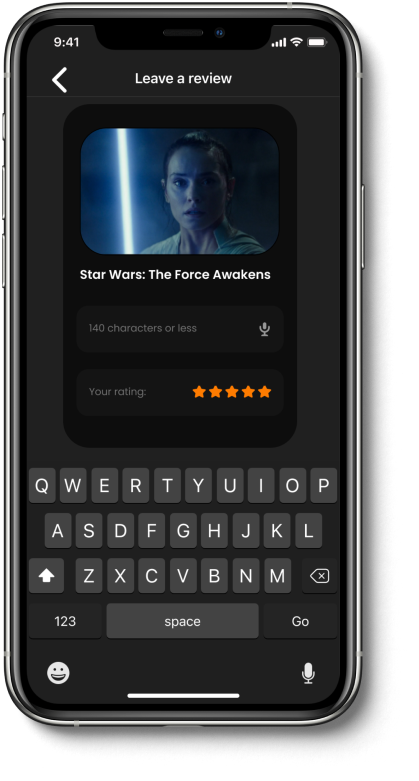 9:41
Leave a review
Star Wars: The Force Awakens
140 characters or less
Your rating:
Q W E R T Y U I O P
A S D F G H J K L
Z X C V B N M
123 space Go